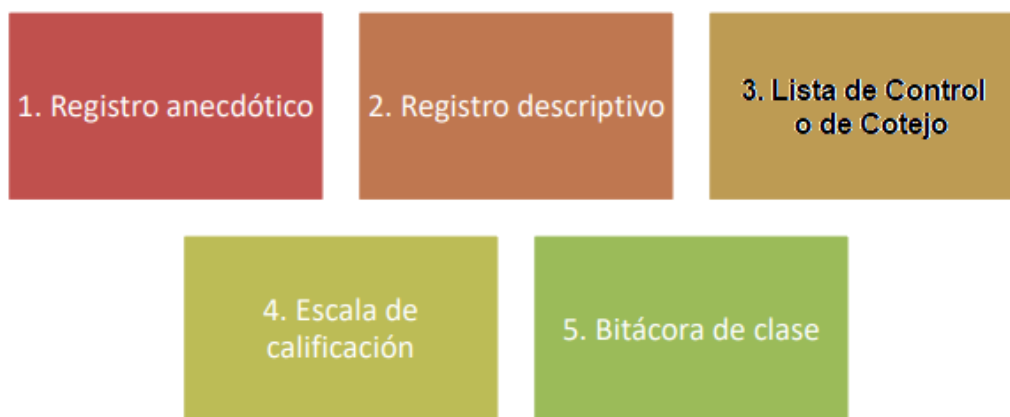 1. Registro anecdótico
2. Registro descriptivo
3. Lista de Control
o de Cotejo
4. Escala de
calificación
5. Bitácora de clase